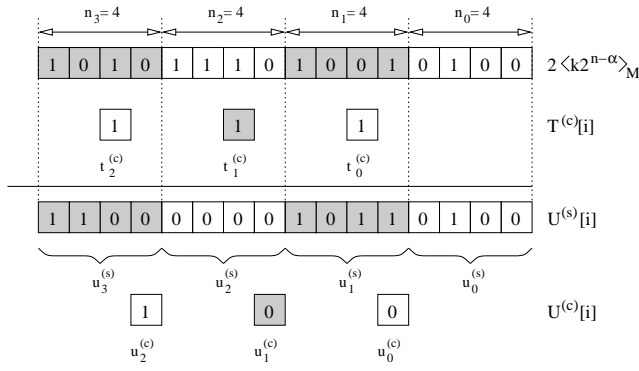 n₃=4 n₂=4 n₁=4 n₀=4
1 0 1 0 1 1 1 0 1 0 0 1 0 1 0 0 2 <k2ⁿ⁻ᵅ>_M
1 1 1 T⁽ᶜ⁾[i]
t₂⁽ᶜ⁾ t₁⁽ᶜ⁾ t₀⁽ᶜ⁾
1 1 0 0 0 0 0 0 1 0 1 1 0 1 0 0 U⁽ˢ⁾[i]
u₃⁽ˢ⁾ u₂⁽ˢ⁾ u₁⁽ˢ⁾ u₀⁽ˢ⁾
1 0 0 U⁽ᶜ⁾[i]
u₂⁽ᶜ⁾ u₁⁽ᶜ⁾ u₀⁽ᶜ⁾